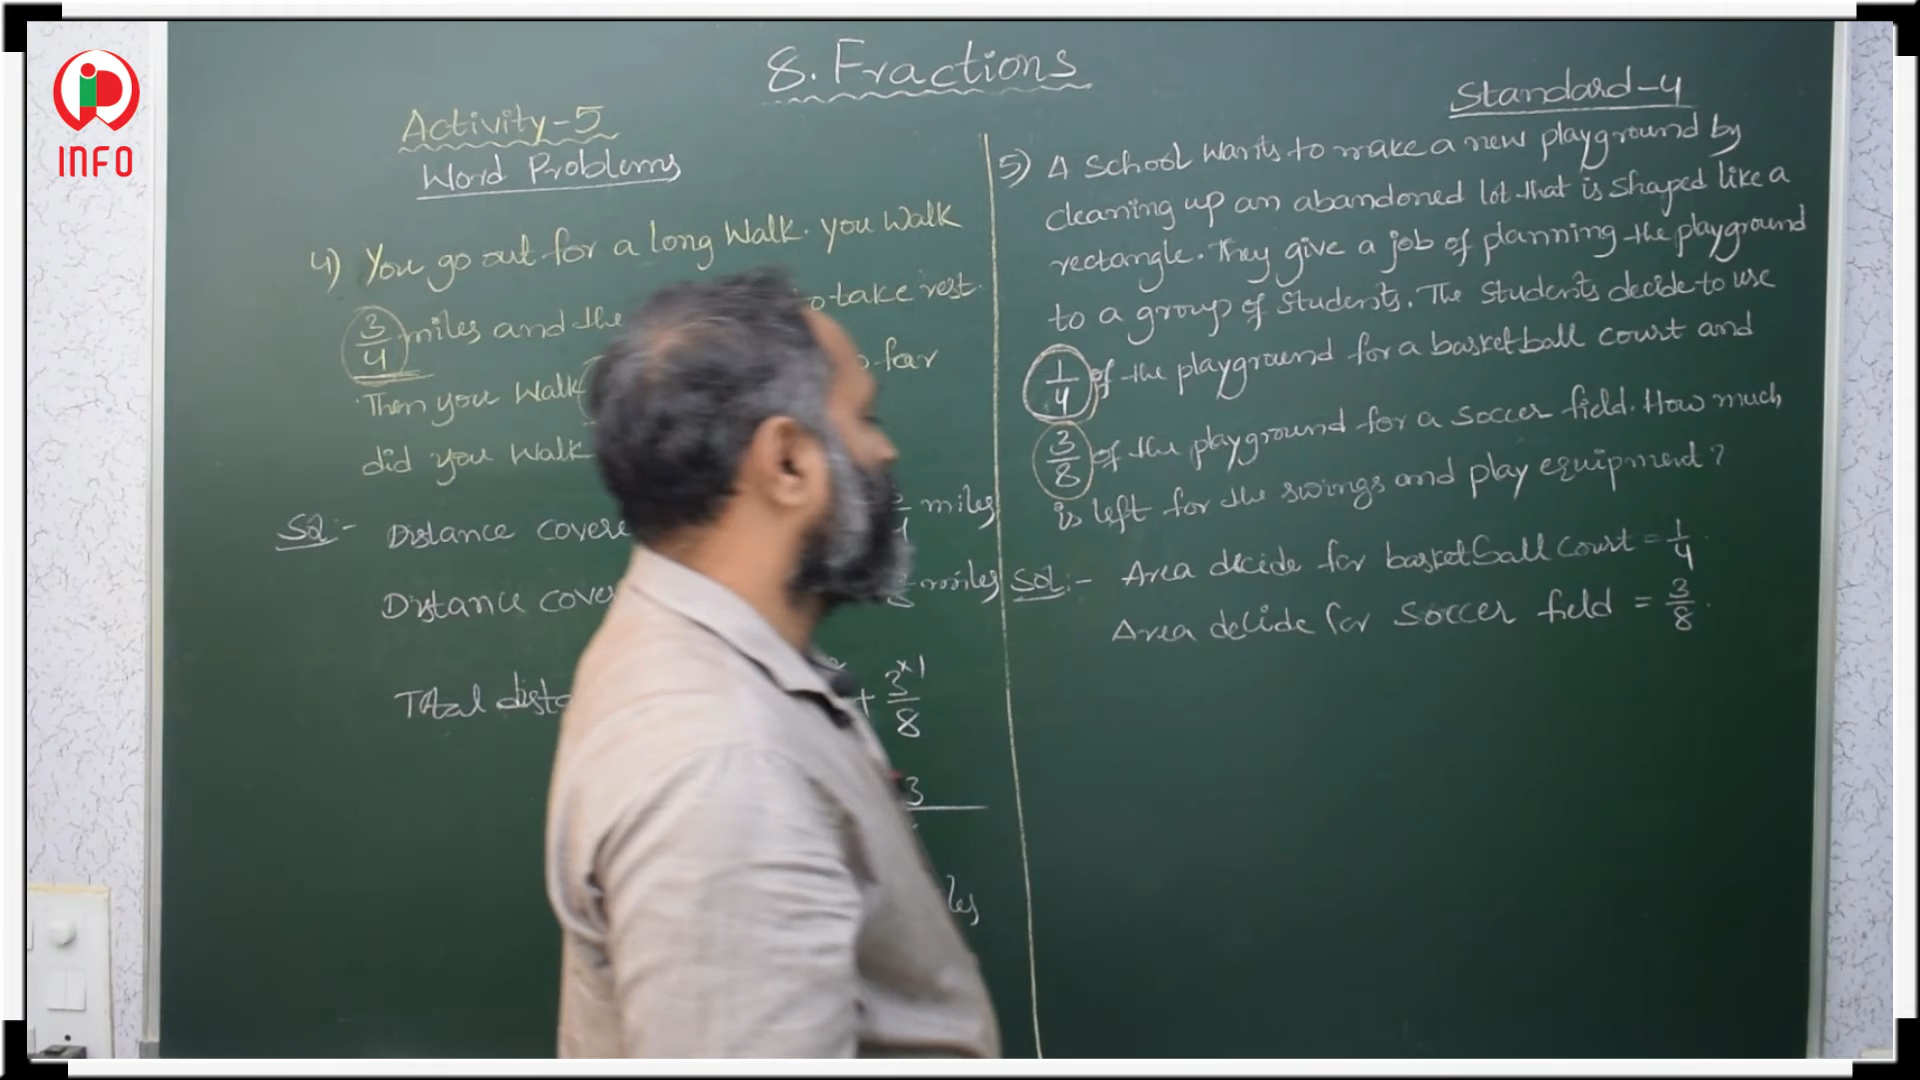 INFO
8. Fractions
Standard-4
Activity-5
Word Problems
4) You go out for a long walk. you walk
3/4 miles and the take rest.
Then you walk far
did you walk
Sol:- Distance miles
Distance miles
Total + 3×1/8
3
5) A School wants to make a new playground by
cleaning up an abandoned lot that is shaped like a
rectangle. They give a job of planning the playground
to a group of students. The students decide to use
1/4 of the playground for a basketball court and
3/8 of the playground for a soccer field. How much
is left for the swings and play equipment?
Sol:- Area decide for basketball court = 1/4
Area decide for soccer field = 3/8.